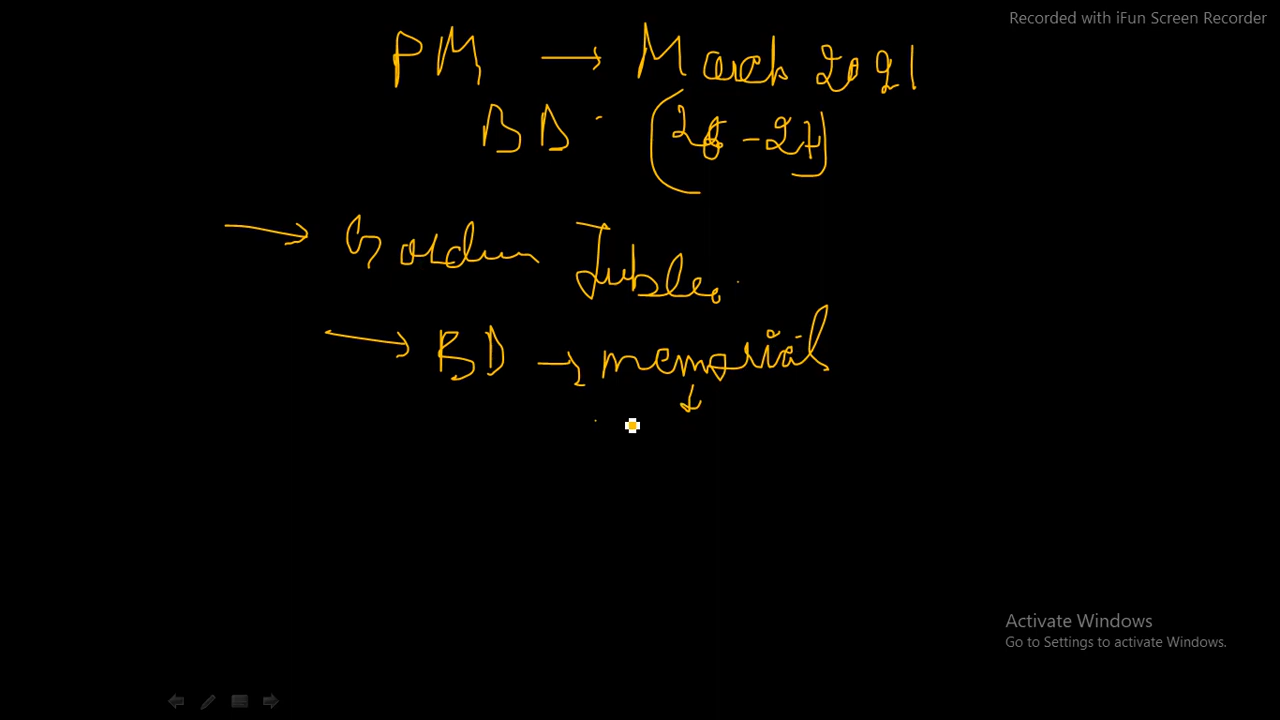 Recorded with iFun Screen Recorder
PM → March 2021
BD (26-27)
→ Golden Jublee
→ BD → memorial
↓
Activate Windows
Go to Settings to activate Windows.